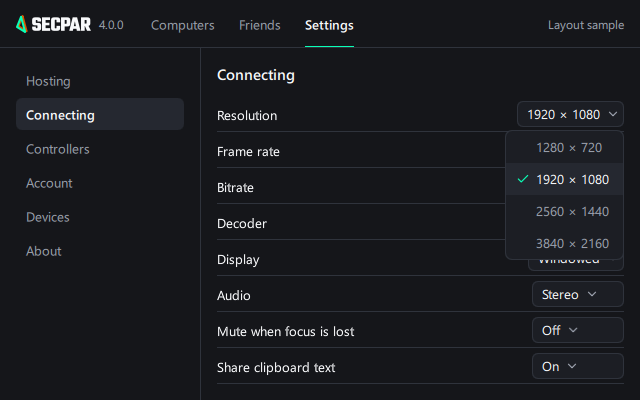 SECPAR 4.0.0 Computers Friends Settings Layout sample
Hosting
Connecting
Controllers
Account
Devices
About
Connecting
Resolution 1920 × 1080
1280 × 720
1920 × 1080
2560 × 1440
3840 × 2160
Frame rate
Bitrate
Decoder
Display Windowed
Audio Stereo
Mute when focus is lost Off
Share clipboard text On